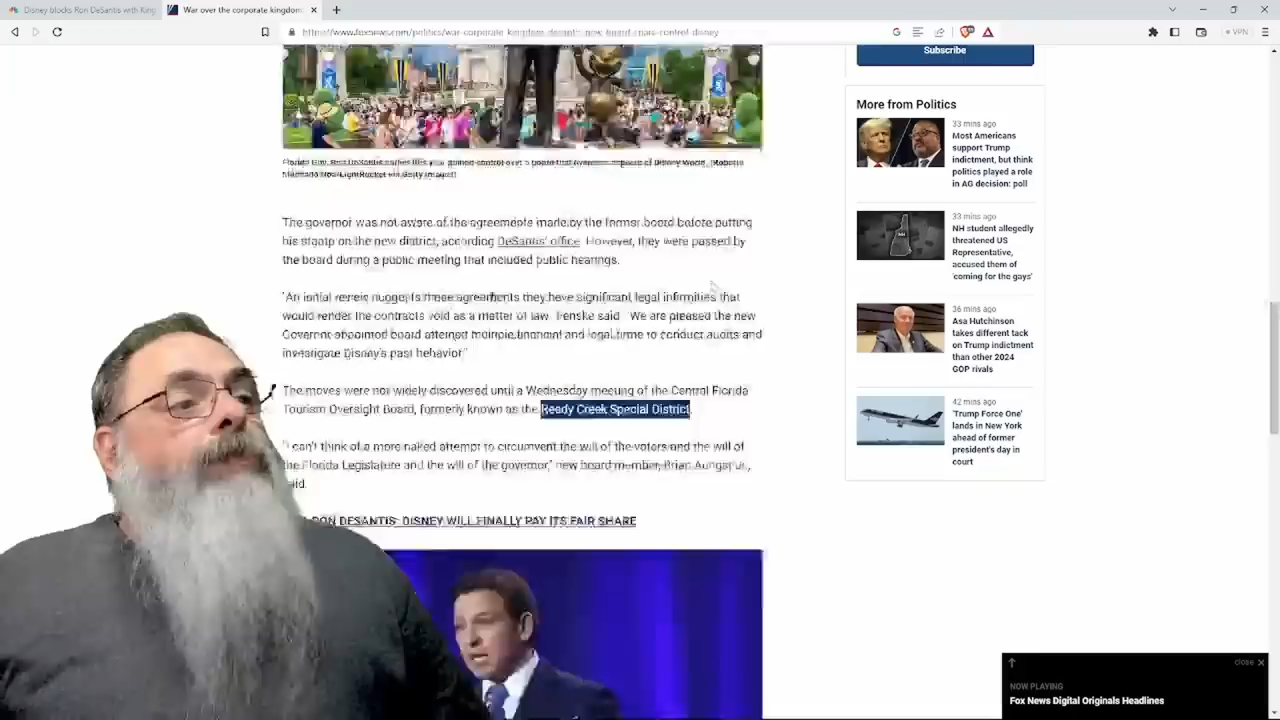 Disney blocks Ron DeSantis with King
War over the corporate kingdom:
https://www.foxnews.com/politics/war-corporate-kingdom-desantis-new-board-roars-control-disney
VPN
Subscribe
The governor was not aware of the agreements made by the former board before putting
his stamp on the new district, according DeSantis' office. However, they were passed by
the board during a public meeting that included public hearings.
"An initial review of these agreements they have significant legal infirmities that
would render the contracts void as a matter of law," Fenske said. "We are pleased the new
Governor-appointed board attempt multiple and legal firms to conduct audits and
investigate Disney's past behavior."
The moves were not widely discovered until a Wednesday meeting of the Central Florida
Tourism Oversight Board, formerly known as the Ready Creek Special District.
"I can't think of a more naked attempt to circumvent the will of the voters and the will of
the Florida Legislature and the will of the governor," new board member, Brian Aungst, Jr.,
RON DESANTIS: DISNEY WILL FINALLY PAY ITS FAIR SHARE
More from Politics
33 mins ago
Most Americans
support Trump
indictment, but think
politics played a role
in AG decision: poll
33 mins ago
NH student allegedly
threatened US
Representative,
accused them of
'coming for the gays'
36 mins ago
Asa Hutchinson
takes different tack
on Trump indictment
than other 2024
GOP rivals
42 mins ago
'Trump Force One'
lands in New York
ahead of former
president's day in
court
close
NOW PLAYING
Fox News Digital Originals Headlines